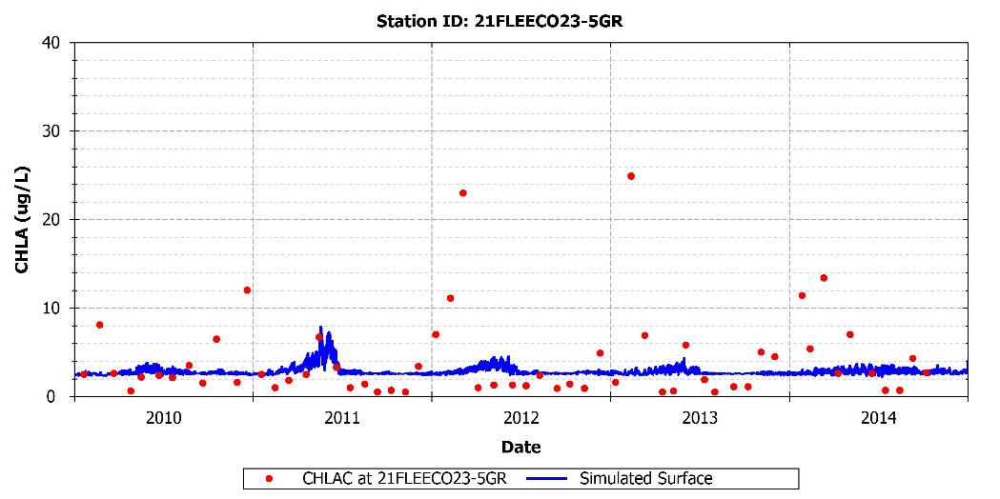 Station ID: 21FLEECO23-5GR
40
30
20
10
0
CHLA (ug/L)
2010 2011 2012 2013 2014
Date
CHLAC at 21FLEECO23-5GR Simulated Surface